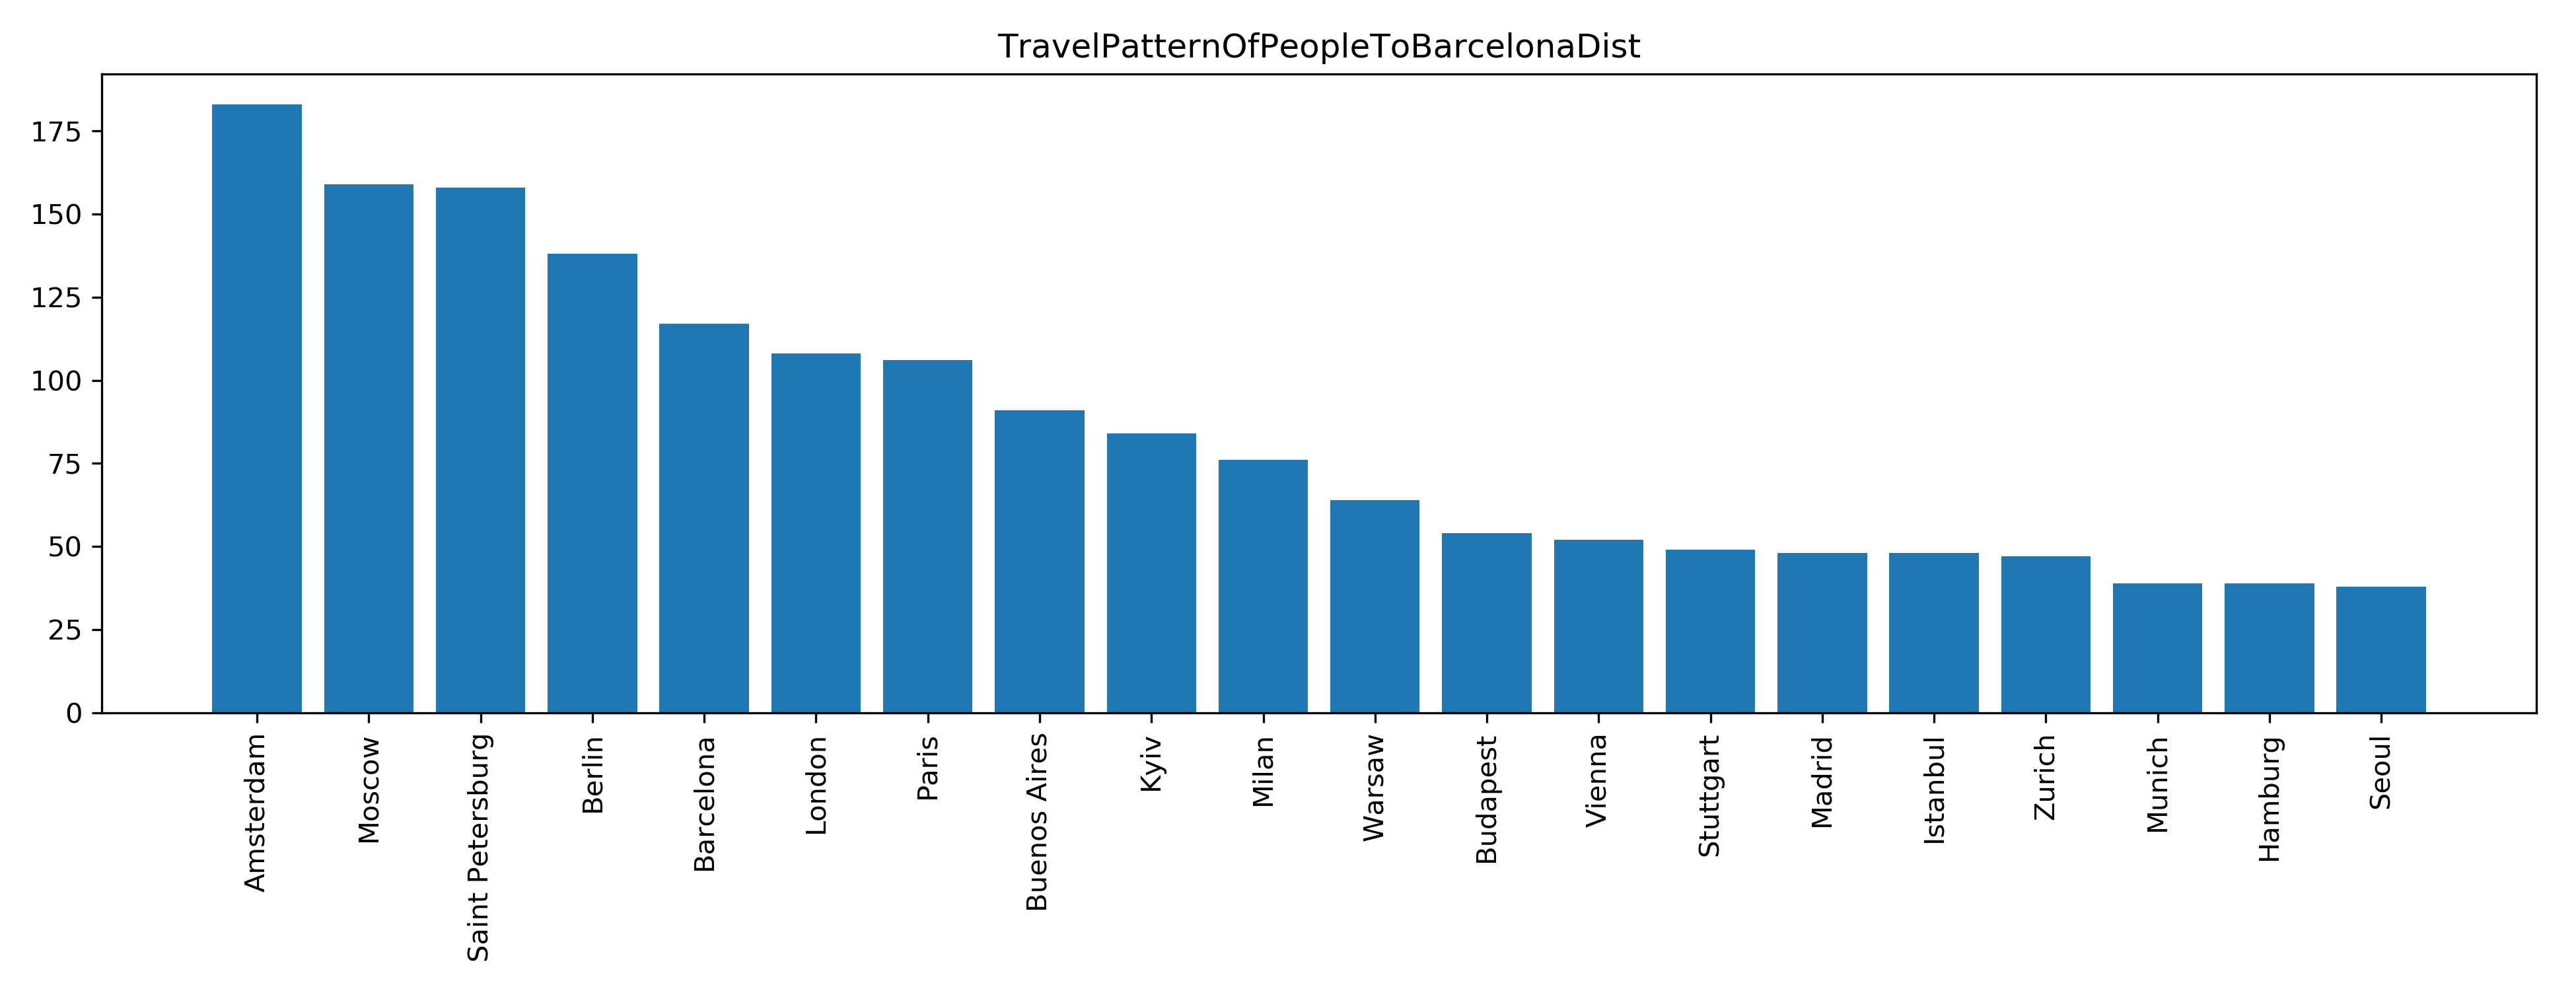 TravelPatternOfPeopleToBarcelonaDist
175
150
125
100
75
50
25
0
Amsterdam
Moscow
Saint Petersburg
Berlin
Barcelona
London
Paris
Buenos Aires
Kyiv
Milan
Warsaw
Budapest
Vienna
Stuttgart
Madrid
Istanbul
Zurich
Munich
Hamburg
Seoul